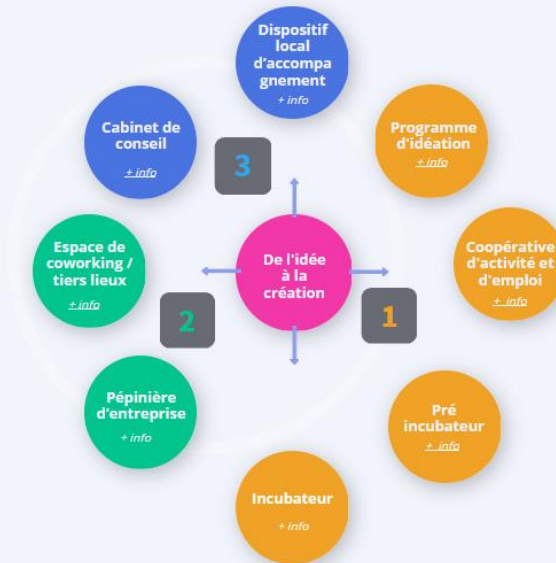 Dispositif
local
d'accompa
gnement
+ info
Cabinet de
conseil
+ info
Programme
d'idéation
+ info
3
Espace de
coworking /
tiers lieux
+ info
De l'idée
à la
création
Coopérative
d'activité et
d'emploi
+ info
2
1
Pépinière
d'entreprise
+ info
Pré
incubateur
+ info
Incubateur
+ info